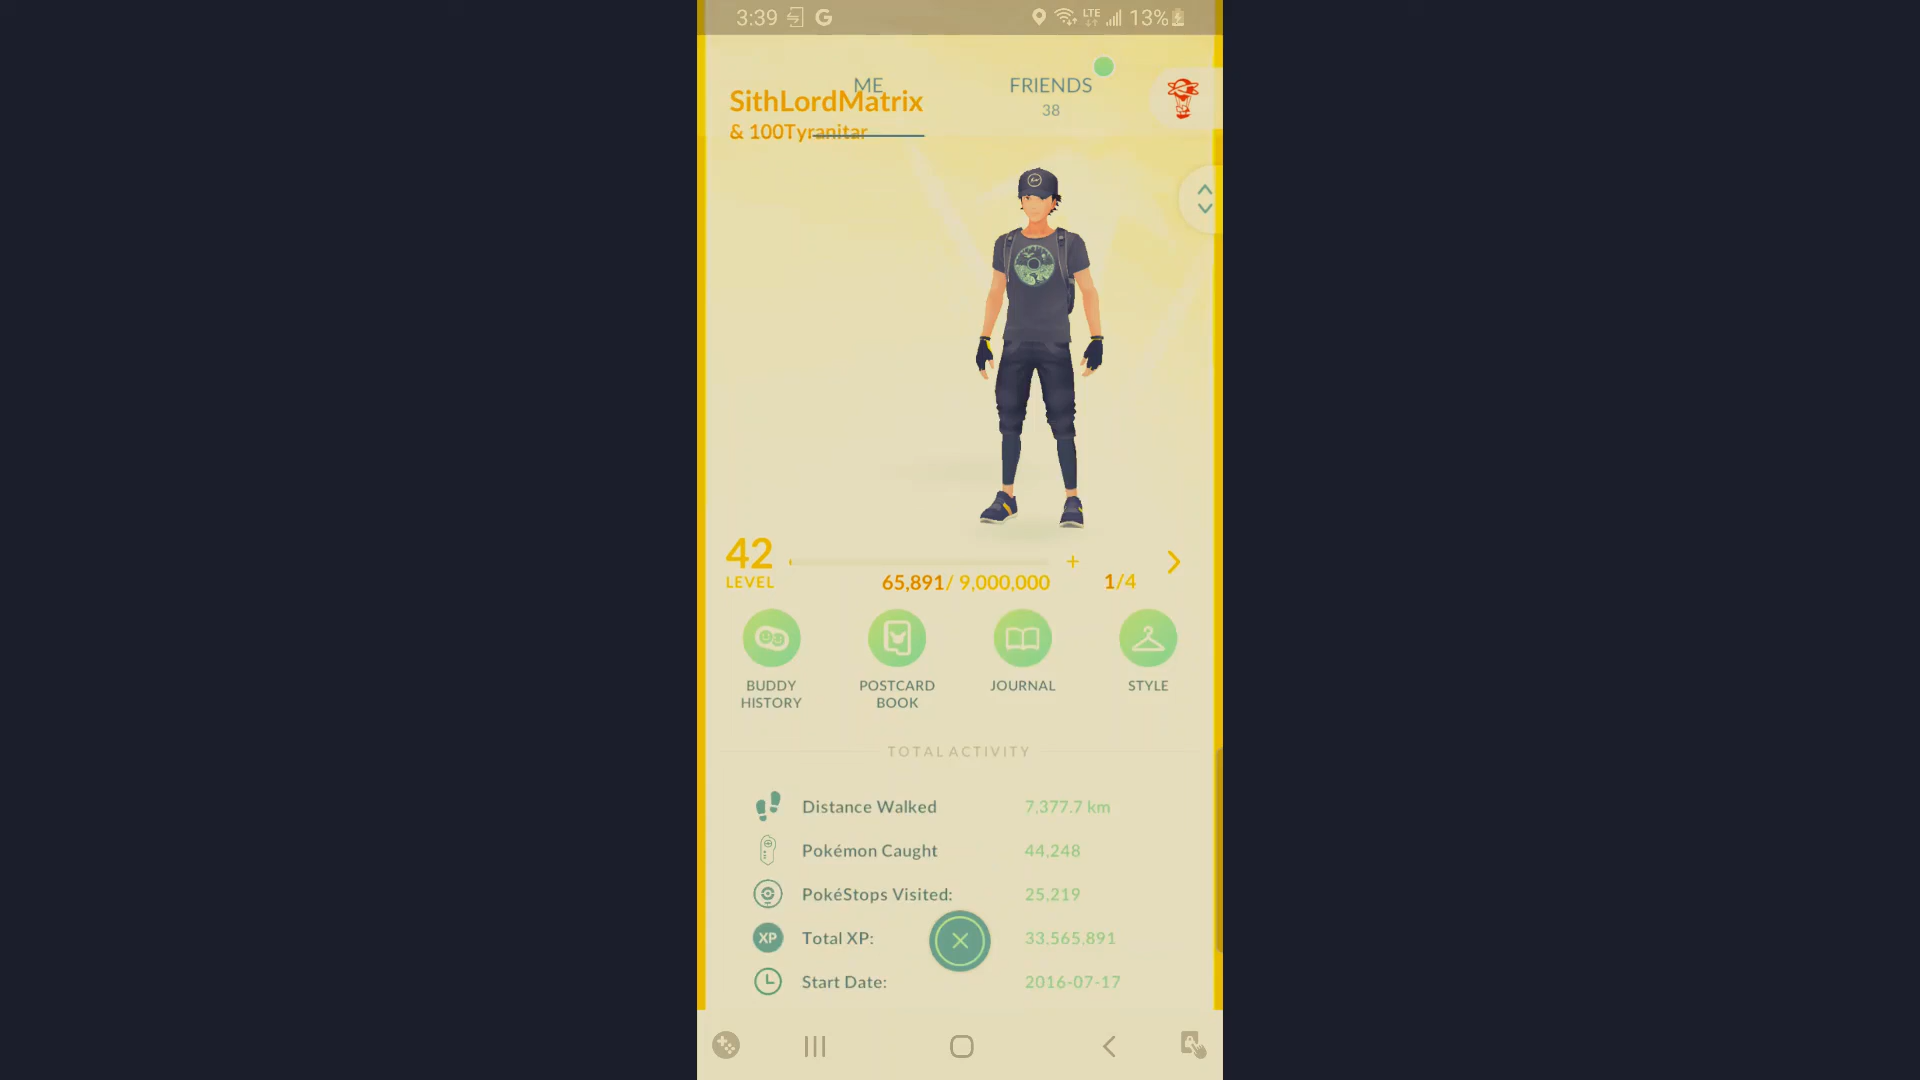 3:39 G LTE 13%
ME FRIENDS
SithLordMatrix 38
& 100Tyranitar
42
LEVEL 65,891/ 9,000,000 + 1/4
BUDDY HISTORY
POSTCARD BOOK
JOURNAL
STYLE
TOTAL ACTIVITY
Distance Walked 7,377.7 km
Pokémon Caught 44,248
PokéStops Visited: 25,219
XP Total XP: 33,565,891
Start Date: 2016-07-17